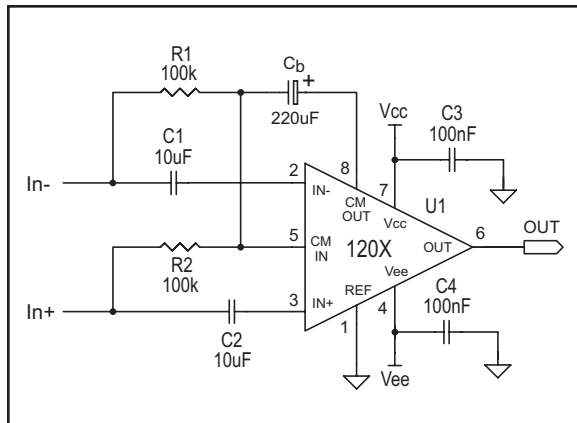 R1
100k
Cb
+
220uF
C1
10uF
In-
Vcc
C3
100nF
2
IN-
8
CM
OUT
7
Vcc
U1
5
CM
IN
120X
OUT
6
OUT
R2
100k
Vee
In+
3
IN+
REF
4
1
C4
100nF
C2
10uF
Vee